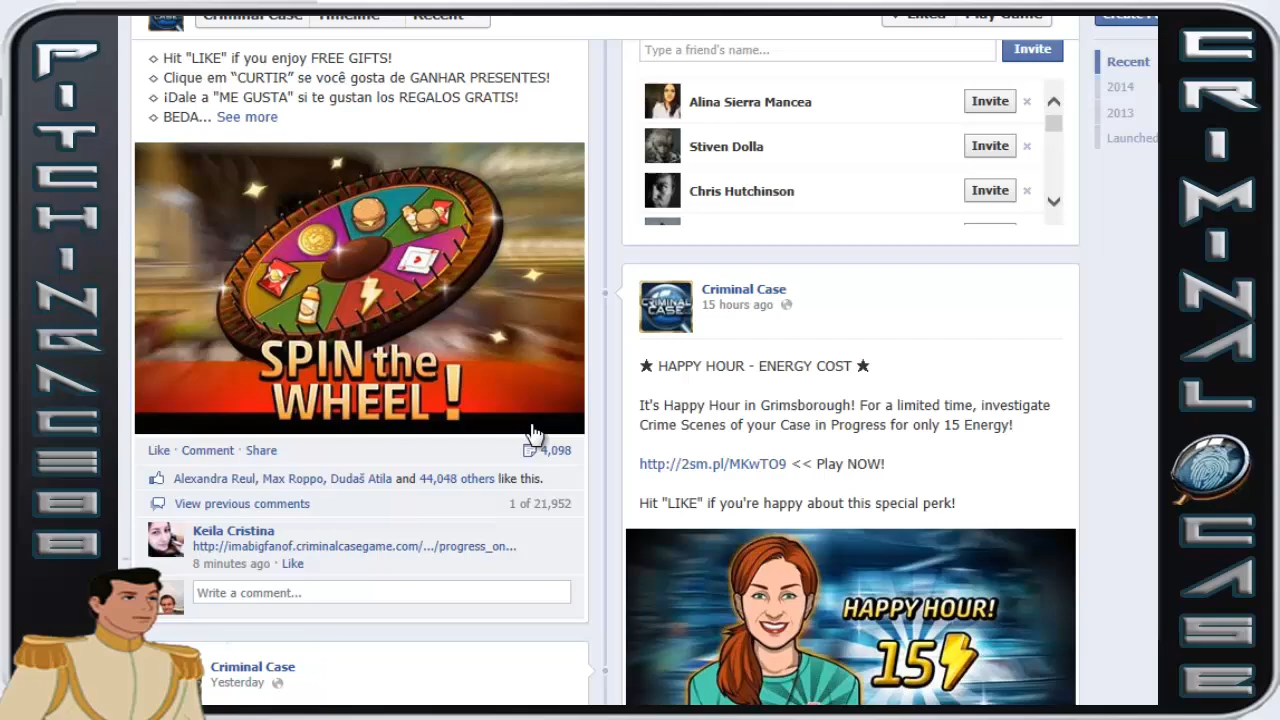 Criminal Case
Timeline
Recent
Liked
Play Game
◇ Hit "LIKE" if you enjoy FREE GIFTS!
◇ Clique em “CURTIR” se você gosta de GANHAR PRESENTES!
◇ ¡Dale a "ME GUSTA" si te gustan los REGALOS GRATIS!
◇ BEDA... See more
SPIN the
WHEEL!
Like · Comment · Share
4,098
Alexandra Reul, Max Roppo, Dudaš Atila and 44,048 others like this.
View previous comments
1 of 21,952
Keila Cristina
http://imabigfanof.criminalcasegame.com/.../progress_on...
8 minutes ago · Like
Write a comment...
Criminal Case
Yesterday
Type a friend's name...
Invite
Alina Sierra Mancea
Invite
Stiven Dolla
Invite
Chris Hutchinson
Invite
Criminal Case
15 hours ago
CRIMINAL
CASE
★ HAPPY HOUR - ENERGY COST ★
It's Happy Hour in Grimsborough! For a limited time, investigate
Crime Scenes of your Case in Progress for only 15 Energy!
http://2sm.pl/MKwTO9 << Play NOW!
Hit "LIKE" if you're happy about this special perk!
HAPPY HOUR!
15
Recent
2014
2013
Launched
CRIMINAL
CASE